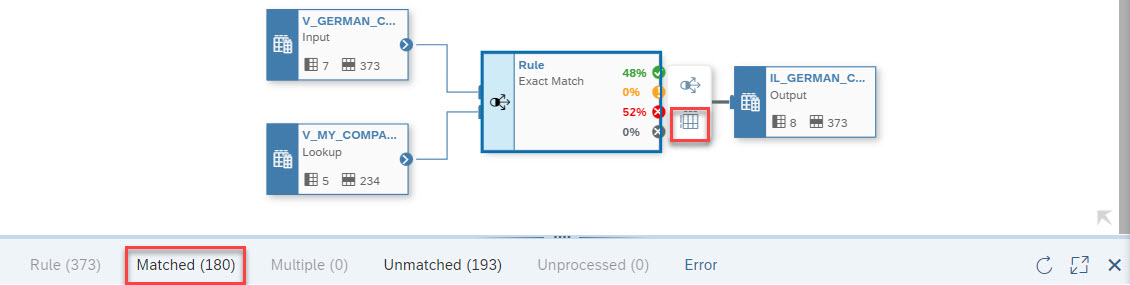 V_GERMAN_C...
Input
7 373
V_MY_COMPA...
Lookup
5 234
Rule
Exact Match
48%
0%
52%
0%
IL_GERMAN_C...
Output
8 373
Rule (373) Matched (180) Multiple (0) Unmatched (193) Unprocessed (0) Error